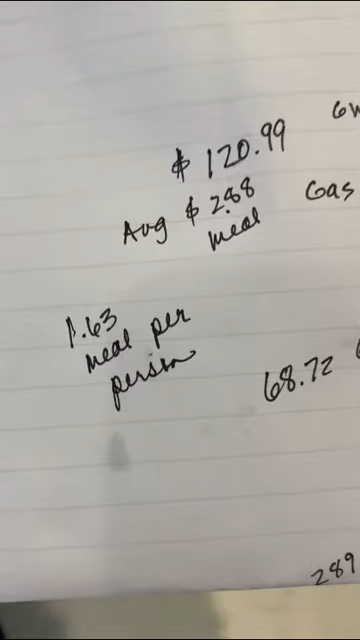 $ 120.99
Avg $ 2.88
meal
Gas
1.63
meal per
person
68.72
289